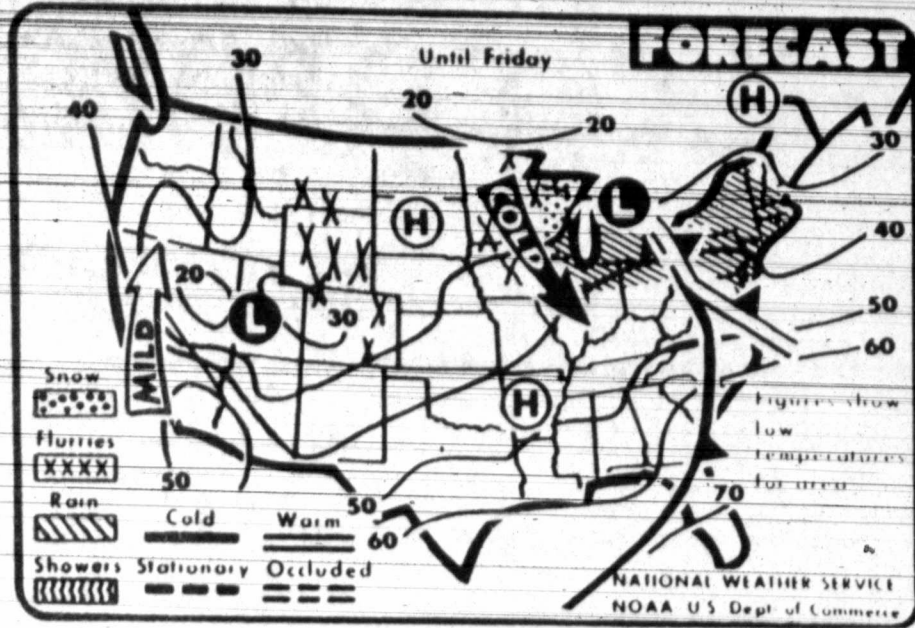 FORECAST
Until Friday
30
20
20
40
30
COLD
40
20
30
50
60
MILD
Snow
Flurries
Rain
Showers
Cold
Warm
Stationary
Occluded
50
50
60
70
H
H
H
L
L
Figures show
low
temperatures
for area
NATIONAL WEATHER SERVICE
NOAA U S Dept of Commerce